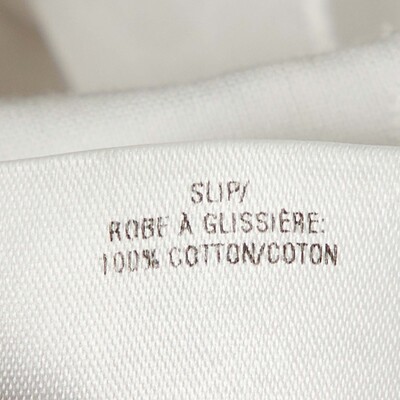 SLIP/
ROBE À GLISSIÈRE:
100% COTTON/COTON